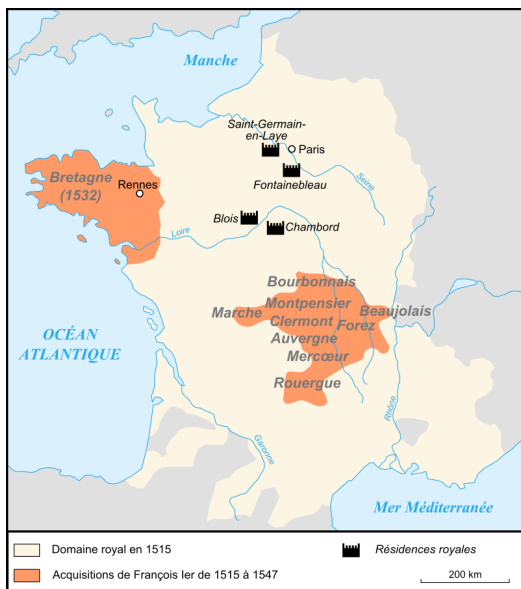 Manche
Saint-Germain-
en-Laye
Paris
Fontainebleau
Seine
Bretagne
(1532)
Rennes
Blois
Chambord
Loire
Bourbonnais
Marche
Montpensier
Beaujolais
Clermont
Forez
Auvergne
Mercœur
Rouergue
OCÉAN
ATLANTIQUE
Rhône
Garonne
Mer Méditerranée
Domaine royal en 1515
Résidences royales
Acquisitions de François Ier de 1515 à 1547
200 km